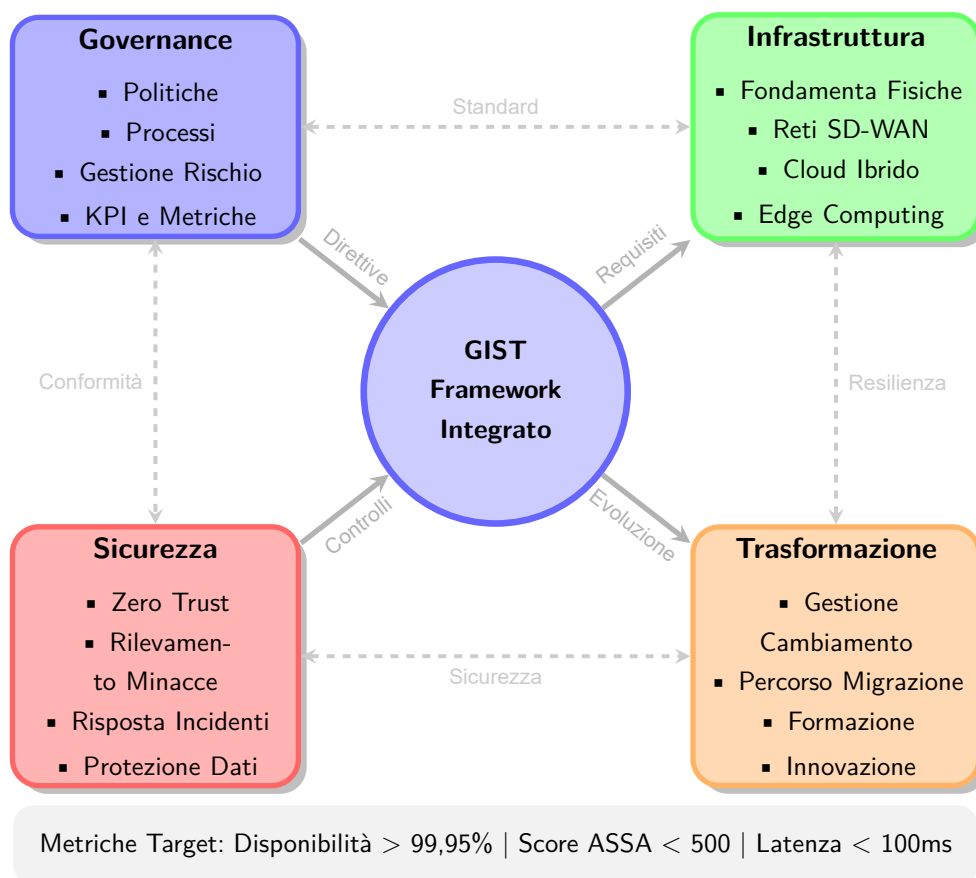 Governance
▪ Politiche
▪ Processi
▪ Gestione Rischio
▪ KPI e Metriche
Standard
Infrastruttura
▪ Fondamenta Fisiche
▪ Reti SD-WAN
▪ Cloud Ibrido
▪ Edge Computing
Direttive
Requisiti
Conformità
GIST
Framework
Integrato
Resilienza
Controlli
Evoluzione
Sicurezza
▪ Zero Trust
▪ Rilevamen-
to Minacce
▪ Risposta Incidenti
▪ Protezione Dati
Sicurezza
Trasformazione
▪ Gestione
Cambiamento
▪ Percorso Migrazione
▪ Formazione
▪ Innovazione
Metriche Target: Disponibilità > 99,95% | Score ASSA < 500 | Latenza < 100ms